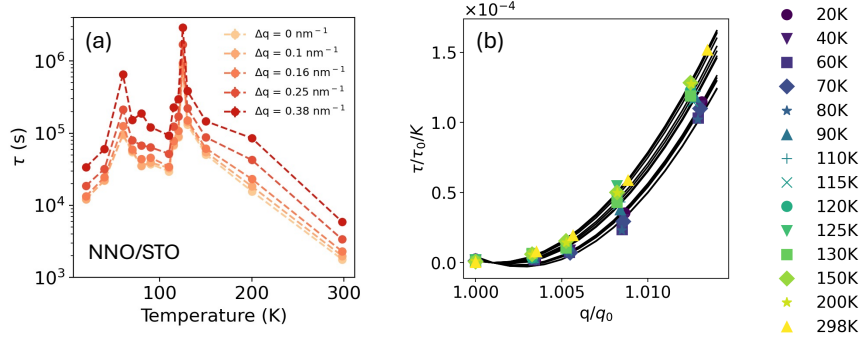 (a)
Δq = 0 nm⁻¹
Δq = 0.1 nm⁻¹
Δq = 0.16 nm⁻¹
Δq = 0.25 nm⁻¹
Δq = 0.38 nm⁻¹
10⁶
10⁵
10⁴
10³
τ (s)
NNO/STO
100
200
300
Temperature (K)
×10⁻⁴
(b)
1.5
1.0
0.5
0.0
τ/τ₀/K
1.000
1.005
1.010
q/q₀
20K
40K
60K
70K
80K
90K
110K
115K
120K
125K
130K
150K
200K
298K